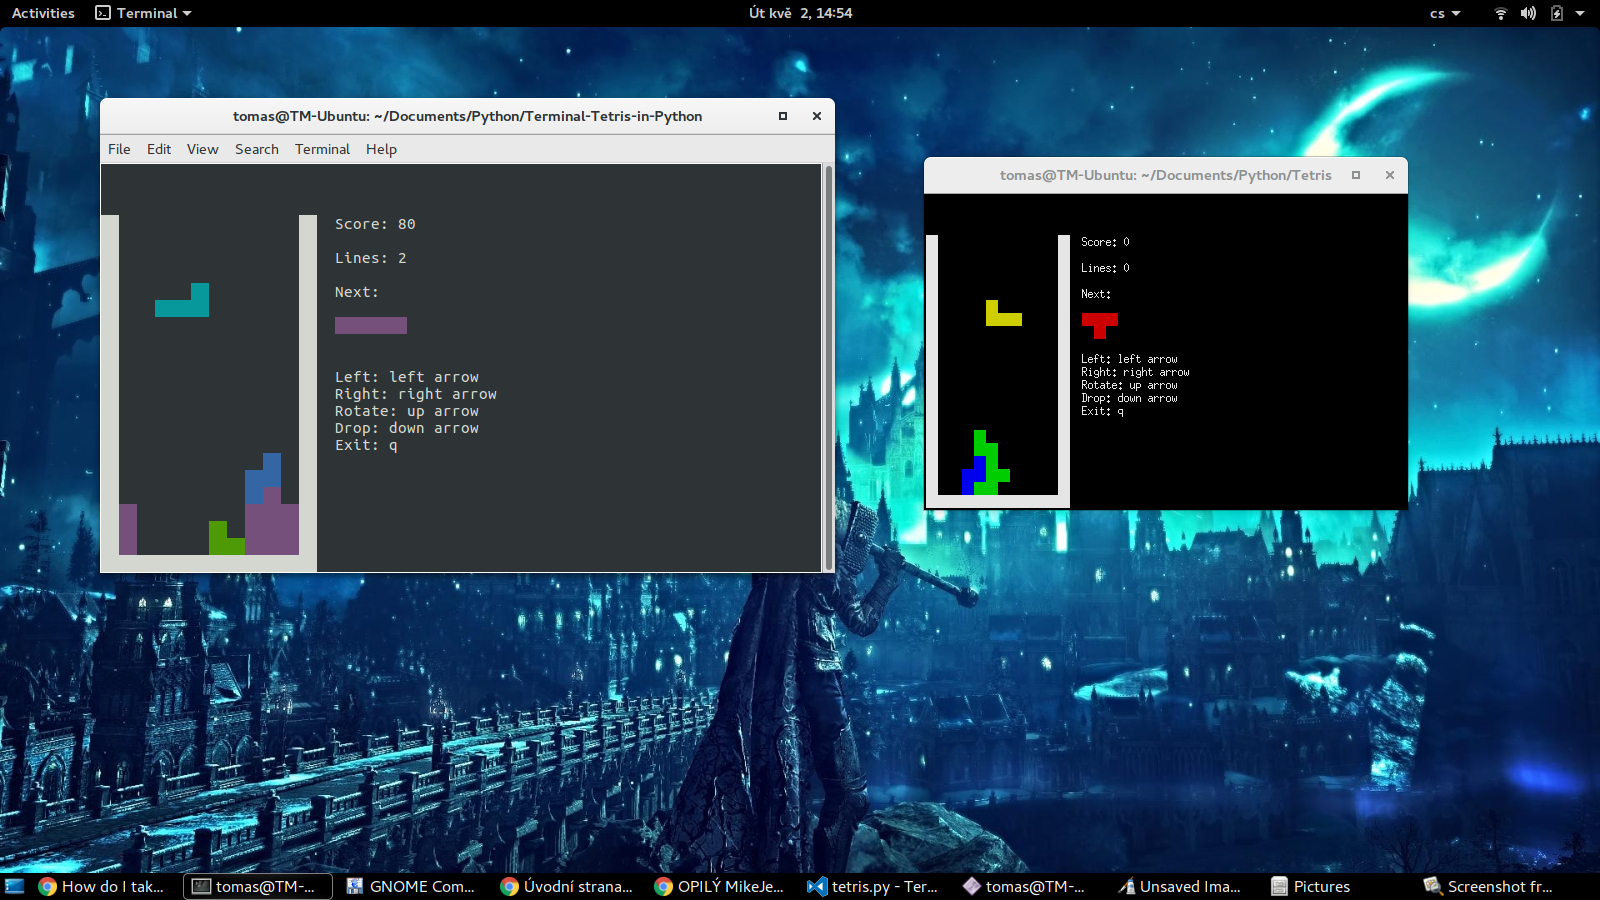 Activities Terminal Út kvě 2, 14:54 cs
tomas@TM-Ubuntu: ~/Documents/Python/Terminal-Tetris-in-Python
File Edit View Search Terminal Help
Score: 80
Lines: 2
Next:
Left: left arrow
Right: right arrow
Rotate: up arrow
Drop: down arrow
Exit: q
tomas@TM-Ubuntu: ~/Documents/Python/Tetris
Score: 0
Lines: 0
Next:
Left: left arrow
Right: right arrow
Rotate: up arrow
Drop: down arrow
Exit: q
How do I tak... tomas@TM-... GNOME Com... Úvodní strana... OPILÝ MikeJe... tetris.py - Ter... tomas@TM-... Unsaved Ima... Pictures Screenshot fr...